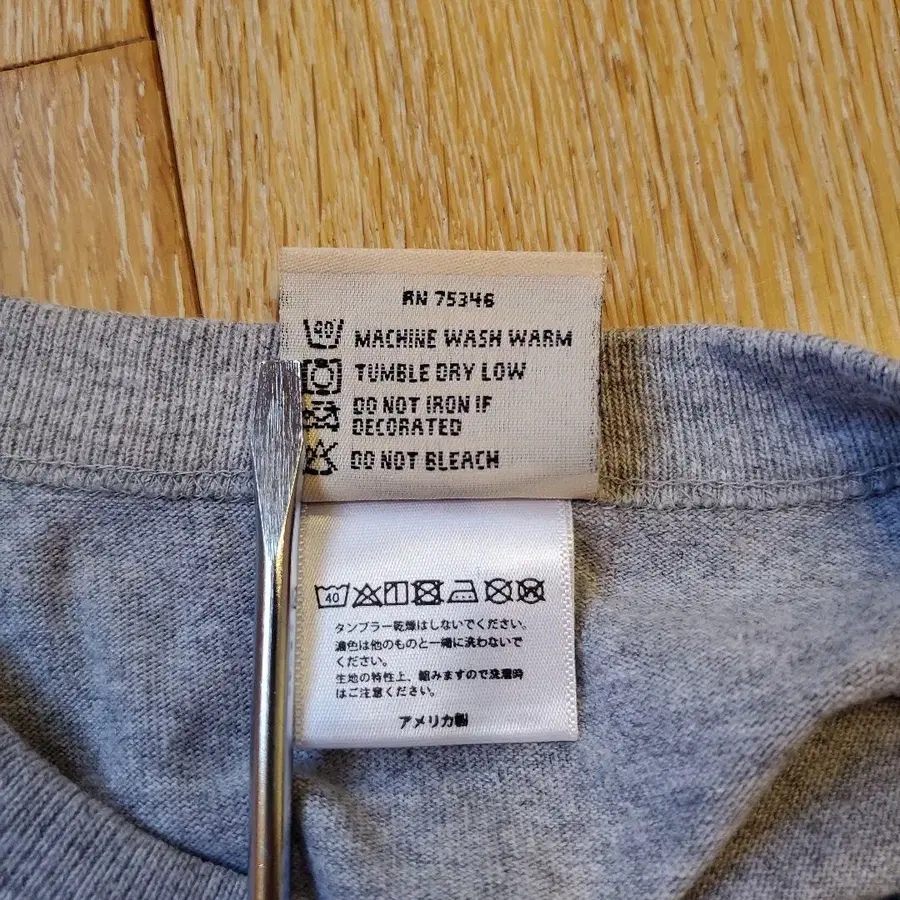 RN 75346
40 MACHINE WASH WARM
TUMBLE DRY LOW
DO NOT IRON IF
DECORATED
DO NOT BLEACH
40
タンブラー乾燥はしないでください。
濃色は他のものと一緒に洗わないで
ください。
生地の特性上、縮みますので洗濯時
はご注意ください。
アメリカ製